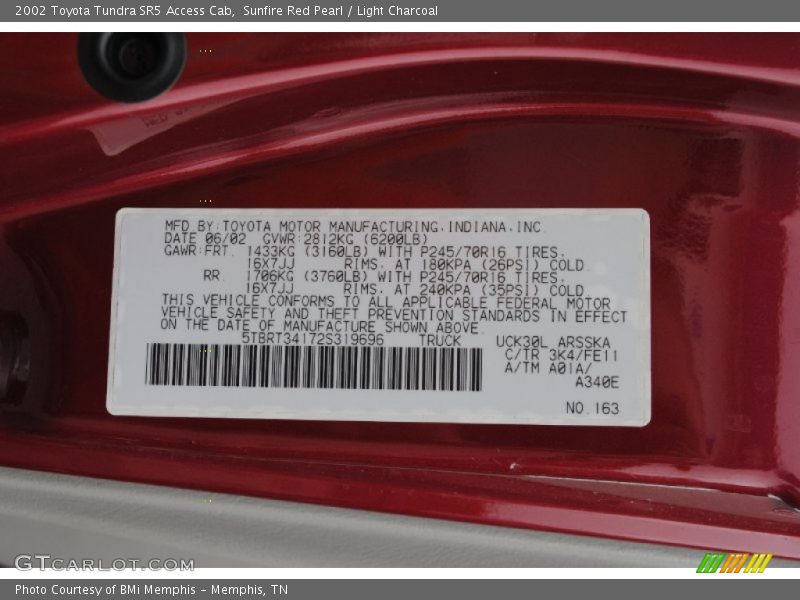 2002 Toyota Tundra SR5 Access Cab, Sunfire Red Pearl / Light Charcoal
MFD.BY:TOYOTA MOTOR MANUFACTURING.INDIANA.INC.
DATE 06/02 GVWR:2812KG (6200LB)
GAWR:FRT. 1433KG (3160LB) WITH P245/70R16 TIRES.
16X7JJ RIMS. AT 180KPA (26PSI) COLD.
RR. 1706KG (3760LB) WITH P245/70R16 TIRES.
16X7JJ RIMS. AT 240KPA (35PSI) COLD.
THIS VEHICLE CONFORMS TO ALL APPLICABLE FEDERAL MOTOR
VEHICLE SAFETY AND THEFT PREVENTION STANDARDS IN EFFECT
ON THE DATE OF MANUFACTURE SHOWN ABOVE.
5TBRT34172S319696 TRUCK UCK30L ARSSKA
C/TR 3K4/FE11
A/TM A01A/
A340E
NO.163
GTCARLOT.COM
Photo Courtesy of BMi Memphis - Memphis, TN